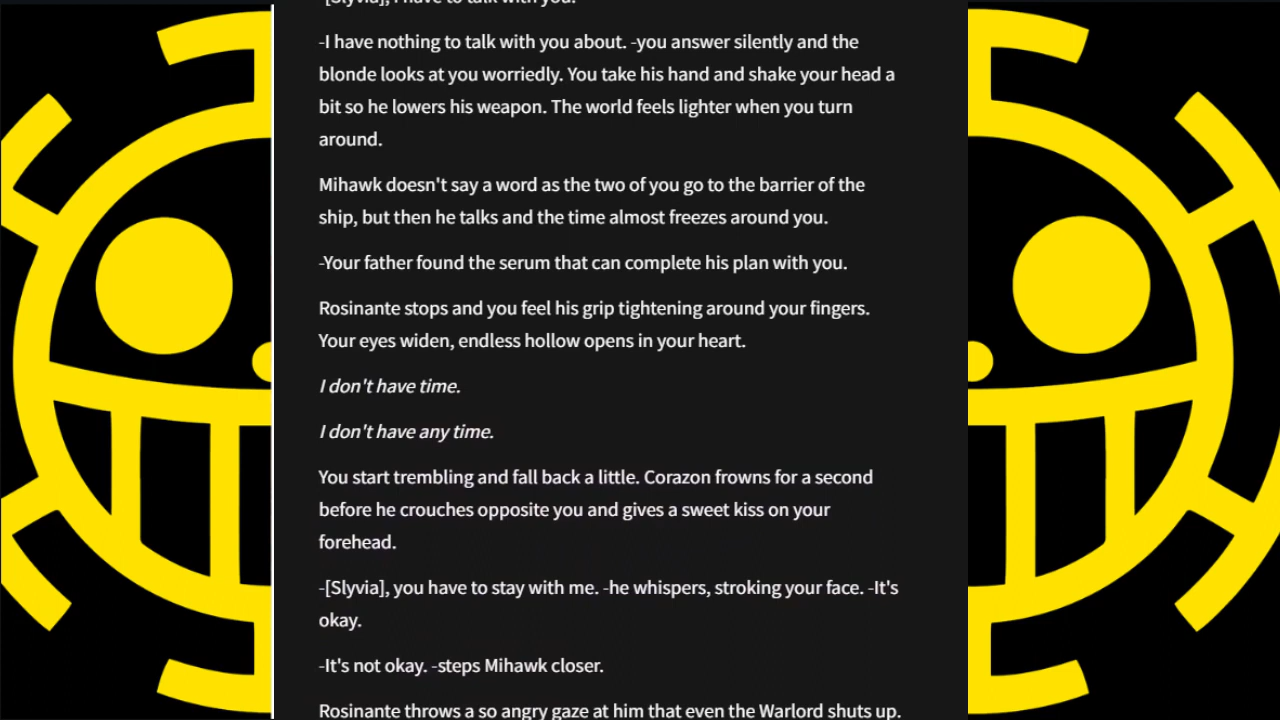 -[Slyvia], I have to talk with you.
-I have nothing to talk with you about. -you answer silently and the
blonde looks at you worriedly. You take his hand and shake your head a
bit so he lowers his weapon. The world feels lighter when you turn
around.
Mihawk doesn't say a word as the two of you go to the barrier of the
ship, but then he talks and the time almost freezes around you.
-Your father found the serum that can complete his plan with you.
Rosinante stops and you feel his grip tightening around your fingers.
Your eyes widen, endless hollow opens in your heart.
I don't have time.
I don't have any time.
You start trembling and fall back a little. Corazon frowns for a second
before he crouches opposite you and gives a sweet kiss on your
forehead.
-[Slyvia], you have to stay with me. -he whispers, stroking your face. -It's
okay.
-It's not okay. -steps Mihawk closer.
Rosinante throws a so angry gaze at him that even the Warlord shuts up.